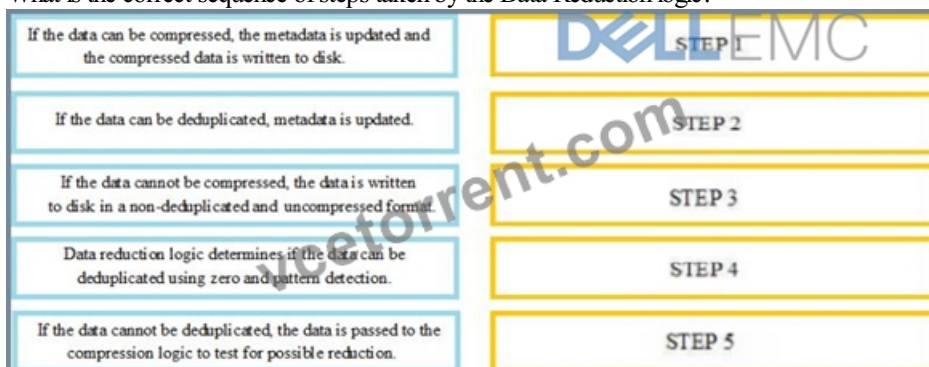 What is the correct sequence of steps taken by the Data Reduction logic?
If the data can be compressed, the metadata is updated and
the compressed data is written to disk.
DELL EMC
STEP 1
If the data can be deduplicated, metadata is updated.
STEP 2
If the data cannot be compressed, the data is written
to disk in a non-deduplicated and uncompressed format.
STEP 3
Data reduction logic determines if the data can be
deduplicated using zero and pattern detection.
STEP 4
If the data cannot be deduplicated, the data is passed to the
compression logic to test for possible reduction.
STEP 5
vcetorrent.com